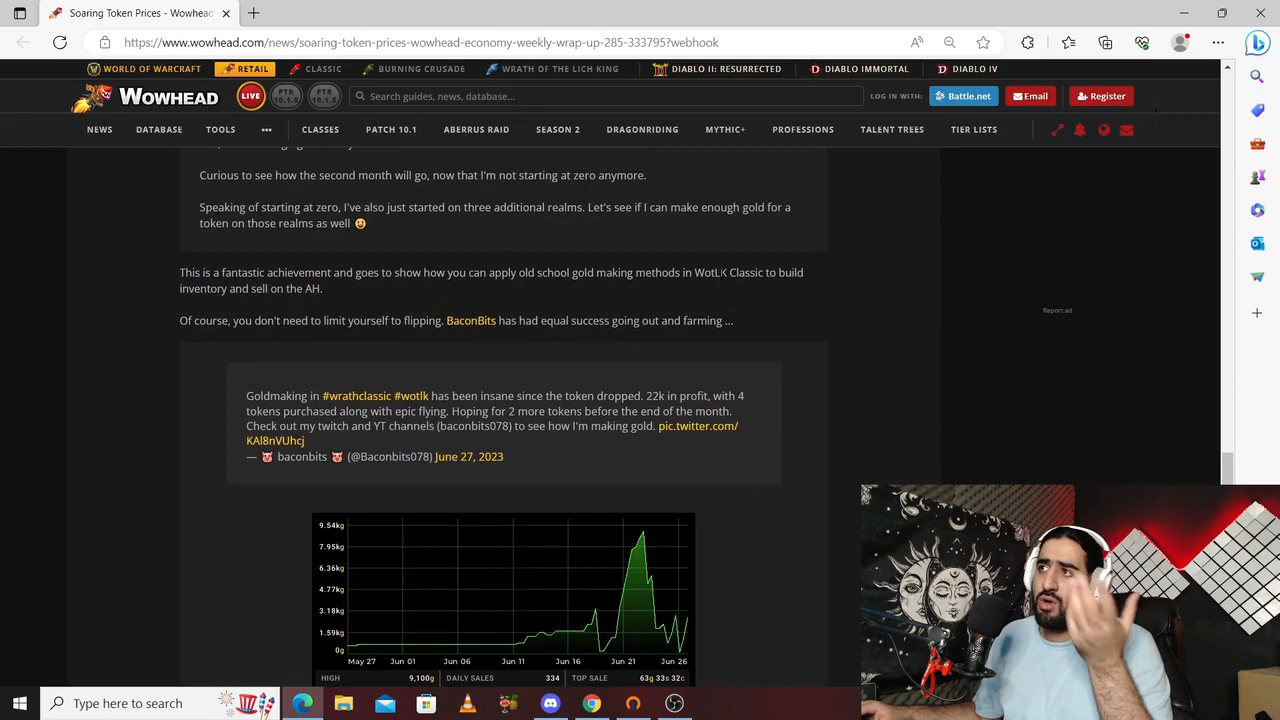 Soaring Token Prices - Wowhead
https://www.wowhead.com/news/soaring-token-prices-wowhead-economy-weekly-wrap-up-285-333795?webhook
WORLD OF WARCRAFT RETAIL CLASSIC BURNING CRUSADE WRATH OF THE LICH KING DIABLO II: RESURRECTED DIABLO IMMORTAL DIABLO IV
WOWHEAD LIVE PTR 10.1.0 PTR 10.1.5 Search guides, news, database... LOG IN WITH: Battle.net Email Register
NEWS DATABASE TOOLS ••• CLASSES PATCH 10.1 ABERRUS RAID SEASON 2 DRAGONRIDING MYTHIC+ PROFESSIONS TALENT TREES TIER LISTS
Curious to see how the second month will go, now that I'm not starting at zero anymore.
Speaking of starting at zero, I've also just started on three additional realms. Let's see if I can make enough gold for a
token on those realms as well 😀
This is a fantastic achievement and goes to show how you can apply old school gold making methods in WotLK Classic to build
inventory and sell on the AH.
Of course, you don't need to limit yourself to flipping. BaconBits has had equal success going out and farming ...
Report ad
Goldmaking in #wrathclassic #wotlk has been insane since the token dropped. 22k in profit, with 4
tokens purchased along with epic flying. Hoping for 2 more tokens before the end of the month.
Check out my twitch and YT channels (baconbits078) to see how I'm making gold. pic.twitter.com/
KAl8nVUhcj
— 🐷 baconbits 🐷 (@Baconbits078) June 27, 2023
9.54kg
7.95kg
6.36kg
4.77kg
3.18kg
1.59kg
0g
May 27 Jun 01 Jun 06 Jun 11 Jun 16 Jun 21 Jun 26
HIGH 9,100g DAILY SALES 334 TOP SALE 63g 33s 32c
Type here to search